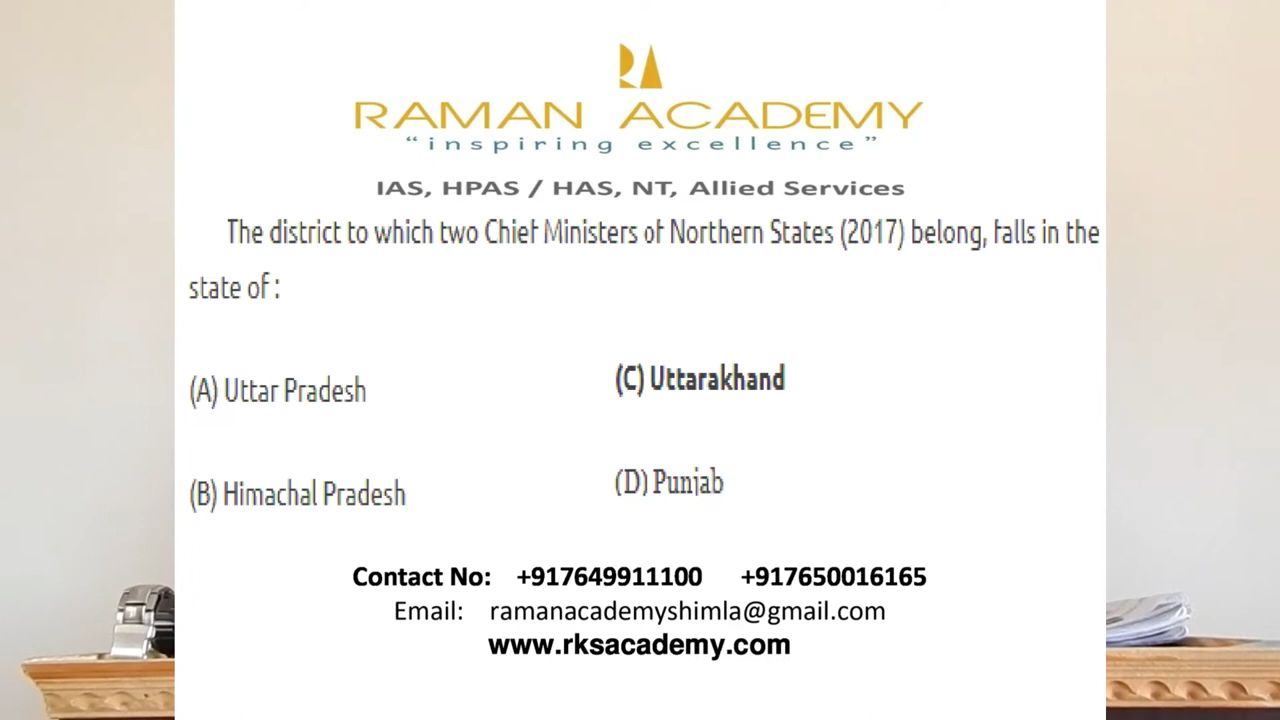 RAMAN ACADEMY
“inspiring excellence”
IAS, HPAS / HAS, NT, Allied Services
The district to which two Chief Ministers of Northern States (2017) belong, falls in the
state of :
(A) Uttar Pradesh
(B) Himachal Pradesh
(C) Uttarakhand
(D) Punjab
Contact No: +917649911100 +917650016165
Email: ramanacademyshimla@gmail.com
www.rksacademy.com